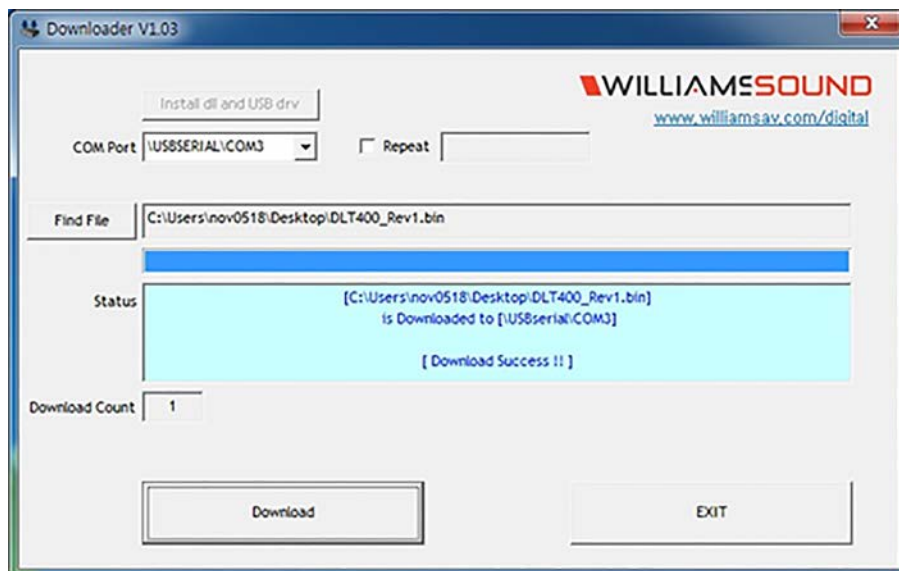 Downloader V1.03
WILLIAMS SOUND
www.williamsav.com/digital
Install dll and USB drv
COM Port \USBSERIAL\COM3 Repeat
Find File C:\Users\nov0518\Desktop\DLT400_Rev1.bin
Status
[C:\Users\nov0518\Desktop\DLT400_Rev1.bin]
is Downloaded to [\USBserial\COM3]
[ Download Success !! ]
Download Count 1
Download EXIT